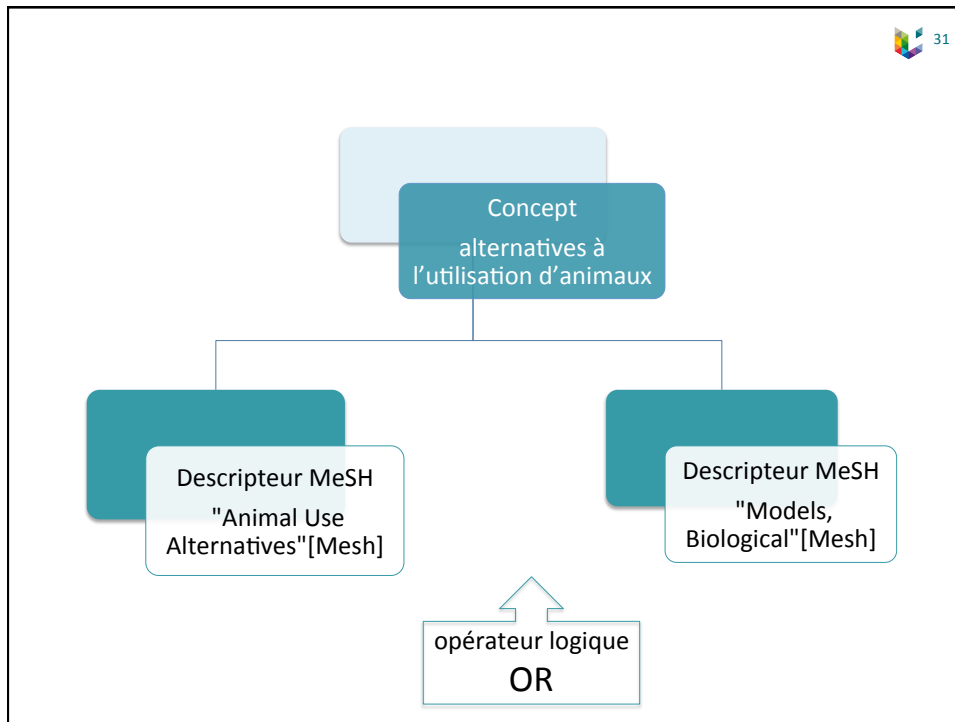 31
Concept
alternatives à
l’utilisation d’animaux
Descripteur MeSH
"Animal Use
Alternatives"[Mesh]
Descripteur MeSH
"Models,
Biological"[Mesh]
opérateur logique
OR